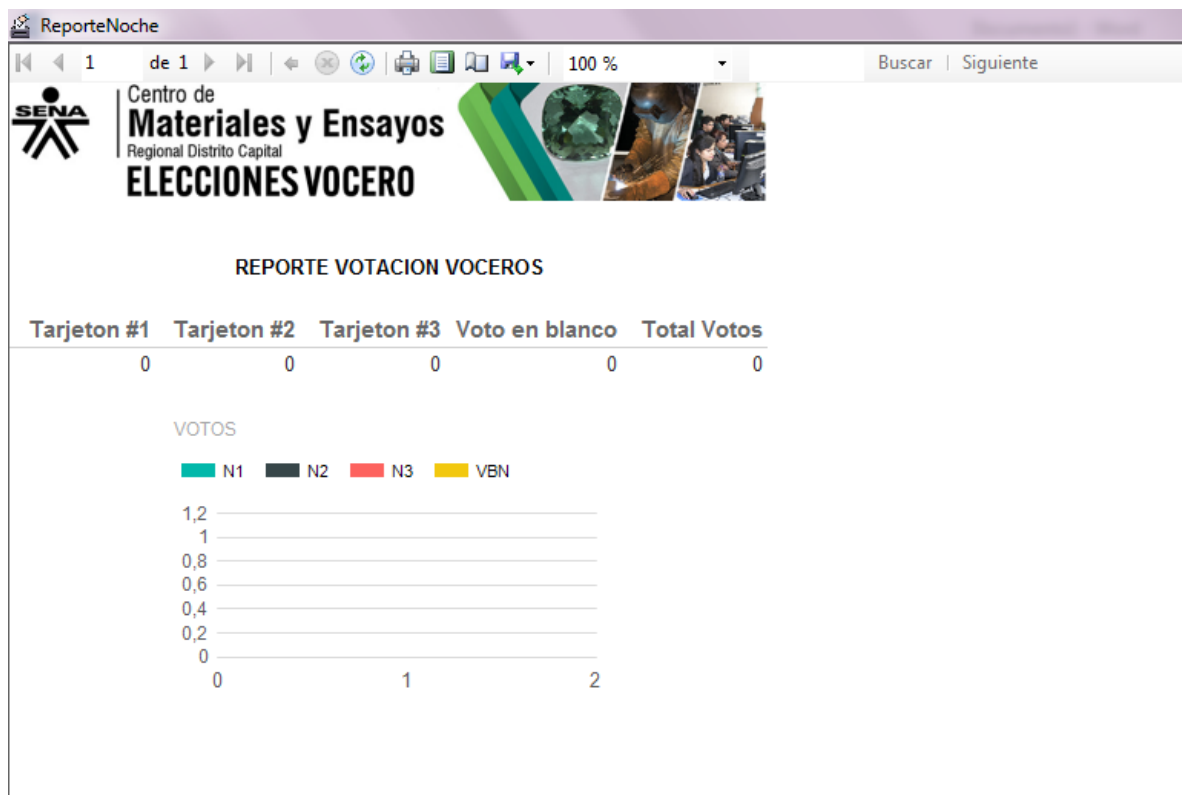 ReporteNoche
1 de 1 100 % Buscar Siguiente
SENA
Centro de
Materiales y Ensayos
Regional Distrito Capital
ELECCIONES VOCERO
REPORTE VOTACION VOCEROS
Tarjeton #1 Tarjeton #2 Tarjeton #3 Voto en blanco Total Votos
0 0 0 0 0
VOTOS
N1 N2 N3 VBN
1,2
1
0,8
0,6
0,4
0,2
0
0 1 2